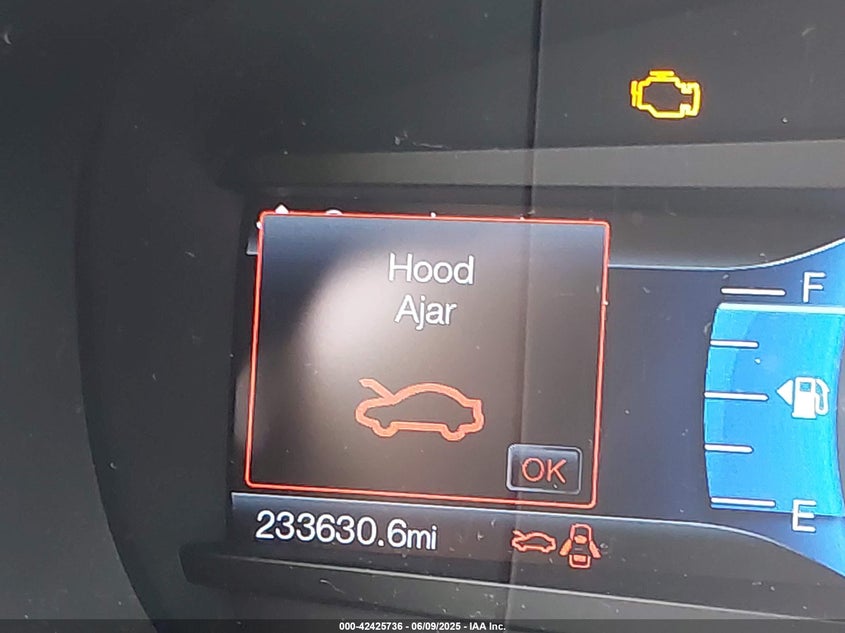 Hood
Ajar
OK
F
E
233630.6mi
000-42425736 - 06/09/2025 - IAA Inc.